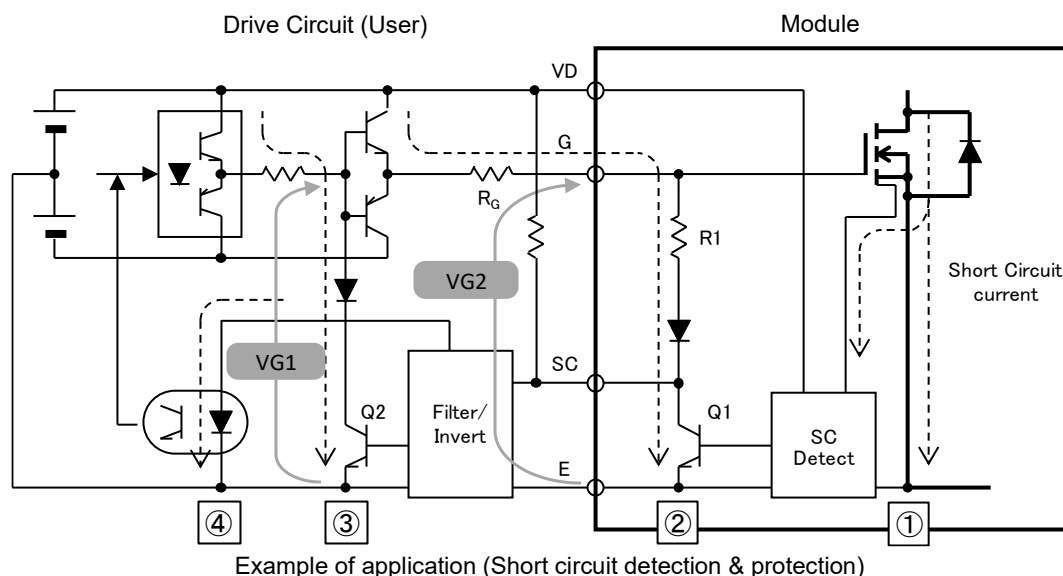 Drive Circuit (User)
Module
VD
G
R_G
R1
VG2
Short Circuit
current
VG1
SC
Q2
Filter/
Invert
Q1
SC
Detect
E
④
③
②
①
Example of application (Short circuit detection & protection)